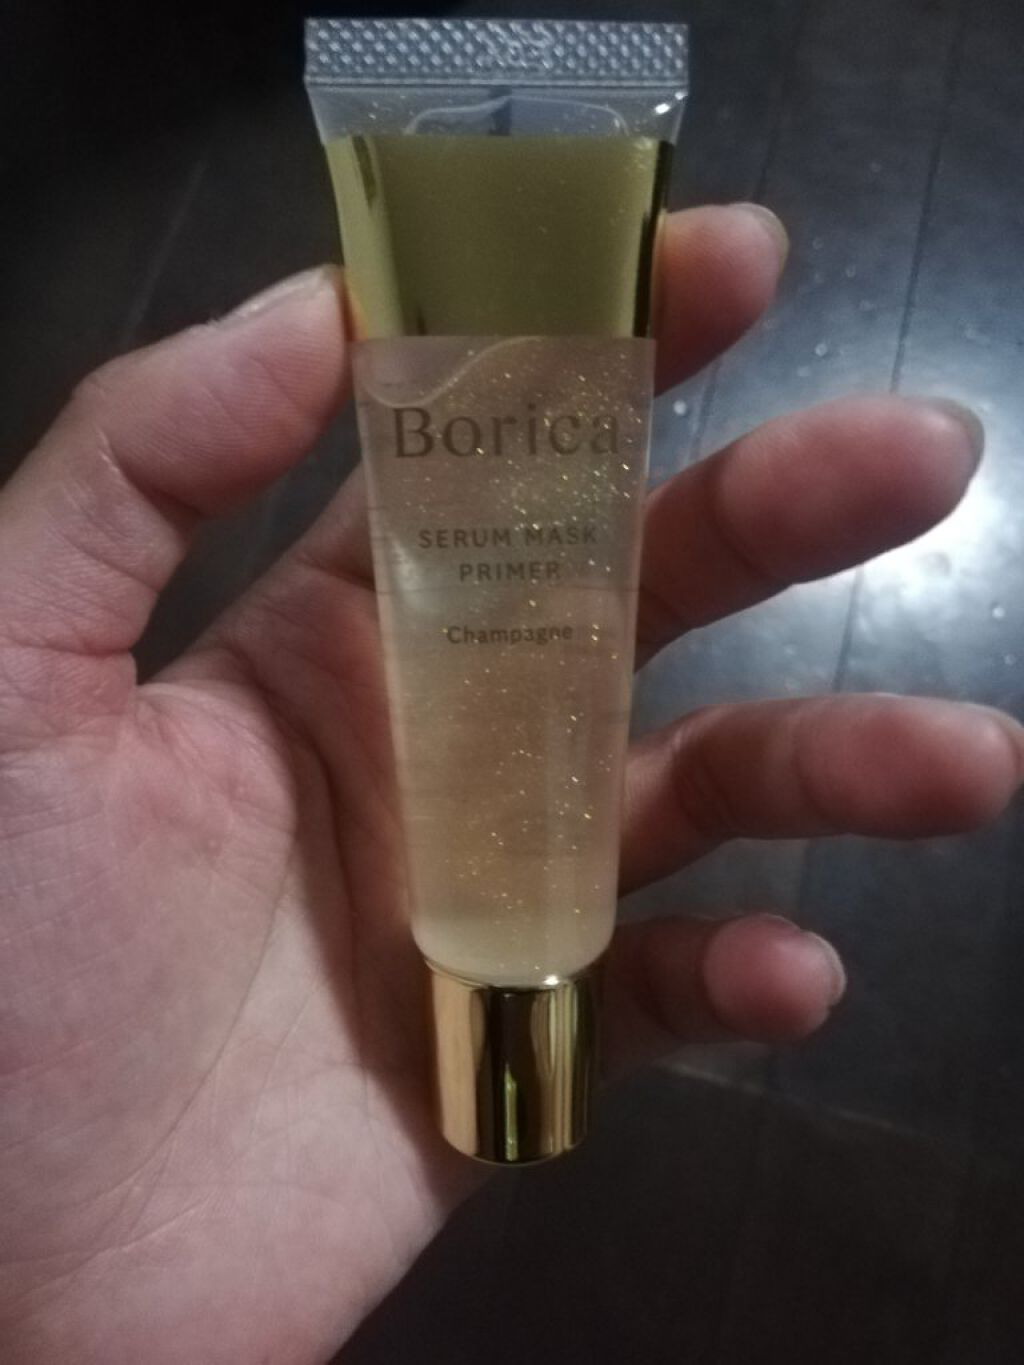 Borica
SERUM MASK
PRIMER
Champagne